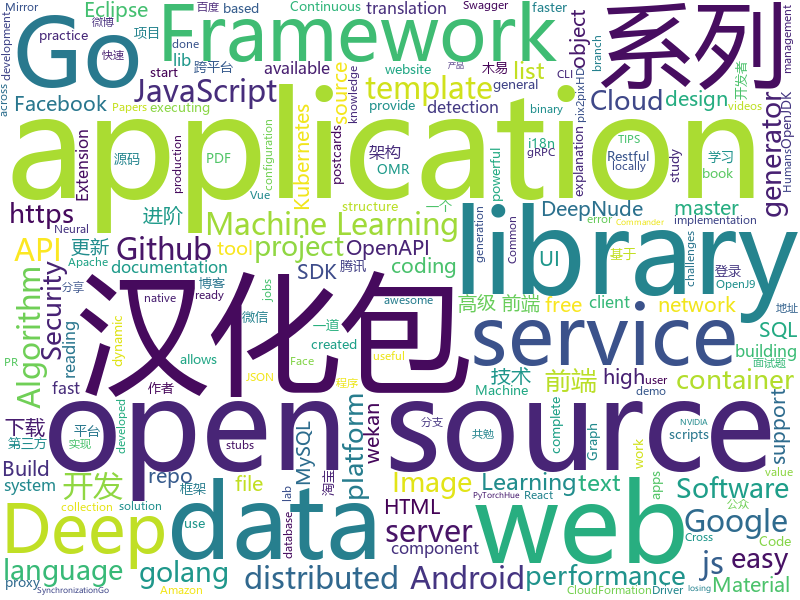 Mirror
Eclipse
微博
百度
based
Continuous
translation
Swagger
faster
practice
项目
lib
跨平台
start
available
done
CLI
木易
branch
快速
产品
Go
Framework
系列
across
development
Facebook
JavaScript
template
source
website
executing
videos
list
object
detection
general
provide
Papers
Cloud
design
explanation
pix2pixHD
generator
开发者
management
application
Extension
postcards
架构
binary
gRPC
knowledge
i18n
Restful
locally
学习
HumansOpenJDK
源码
PDF
OMR
production
configuration
Kubernetes
powerful
study
TIPS
book
Vue
一个
https
进阶
Machine Learning
DeepNude
master
Neural
structure
implementation
API
更新
Github
project
OpenAPI
UI
generation
Common
challenges
error
Commander
Apache
tool
SDK
腾讯
coding
documentation
博客
基于
登录
OpenJ9
分享
native
ready
jobs
微信
一道
client
free
Algorithm
Security
汉化包
library
高级 前端
network
SQL
地址
reading
dynamic
作者
created
allows
awesome
useful
building
Face
service
Machine
user
demo
PR
fast
JSON
程序
前端
high
面试题
下载
技术
container
第三方
stubs
平台
developed
开发
repo
MySQL
platform
wekan
分支
共勉
complete
scripts
NVIDIA
Build
实现
Graph
support
open source
system
file
Image
Learning
text
work
lab
淘宝
solution
Software
value
框架
HTML
React
apps
collection
use
server
database
component
PyTorchHue
Google
公众
Code
Deep
data
web
js
easy
language
golang
distributed
Android
performance
Material
proxy
Amazon
SynchronizationGo
CloudFormation
Driver
Cross
losing